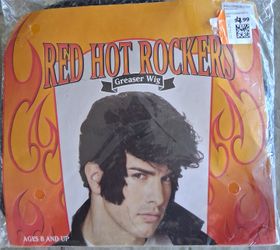 RED HOT ROCKERS
Greaser Wig
AGES 8 AND UP